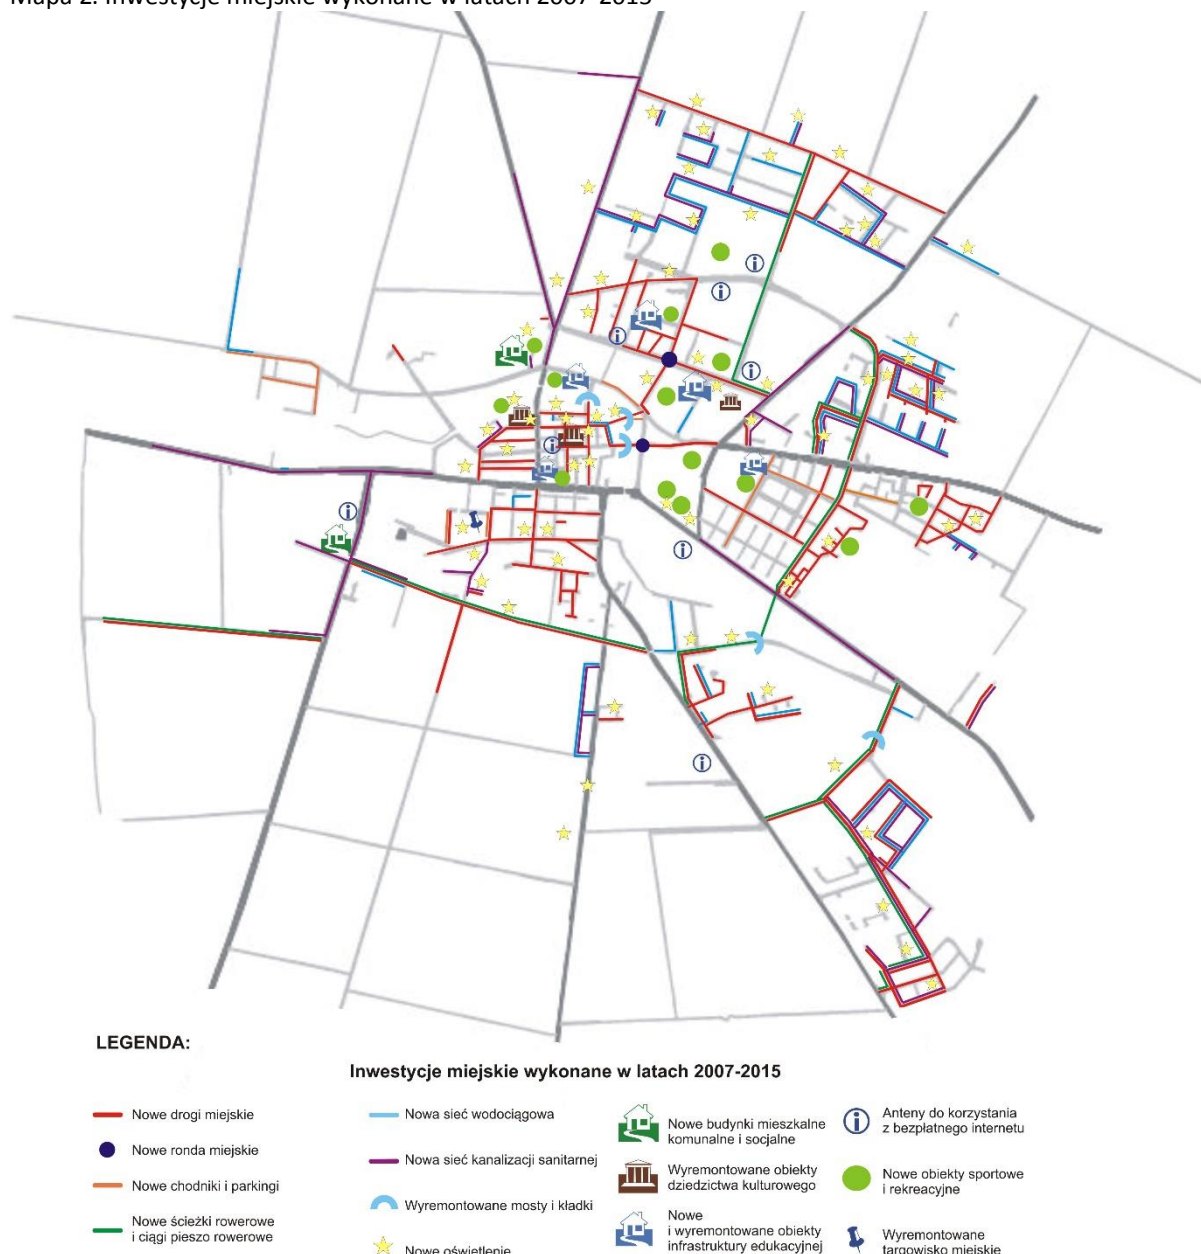 Mapa 2. Inwestycje miejskie wykonane w latach 2007-2015
LEGENDA:
Inwestycje miejskie wykonane w latach 2007-2015
Nowe drogi miejskie
Nowe ronda miejskie
Nowe chodniki i parkingi
Nowe ścieżki rowerowe
i ciągi pieszo rowerowe
Nowa sieć wodociągowa
Nowa sieć kanalizacji sanitarnej
Wyremontowane mosty i kładki
Nowe oświetlenie
Nowe budynki mieszkalne
komunalne i socjalne
Wyremontowane obiekty
dziedzictwa kulturowego
Nowe
i wyremontowane obiekty
infrastruktury edukacyjnej
Anteny do korzystania
z bezpłatnego internetu
Nowe obiekty sportowe
i rekreacyjne
Wyremontowane
targowisko miejskie